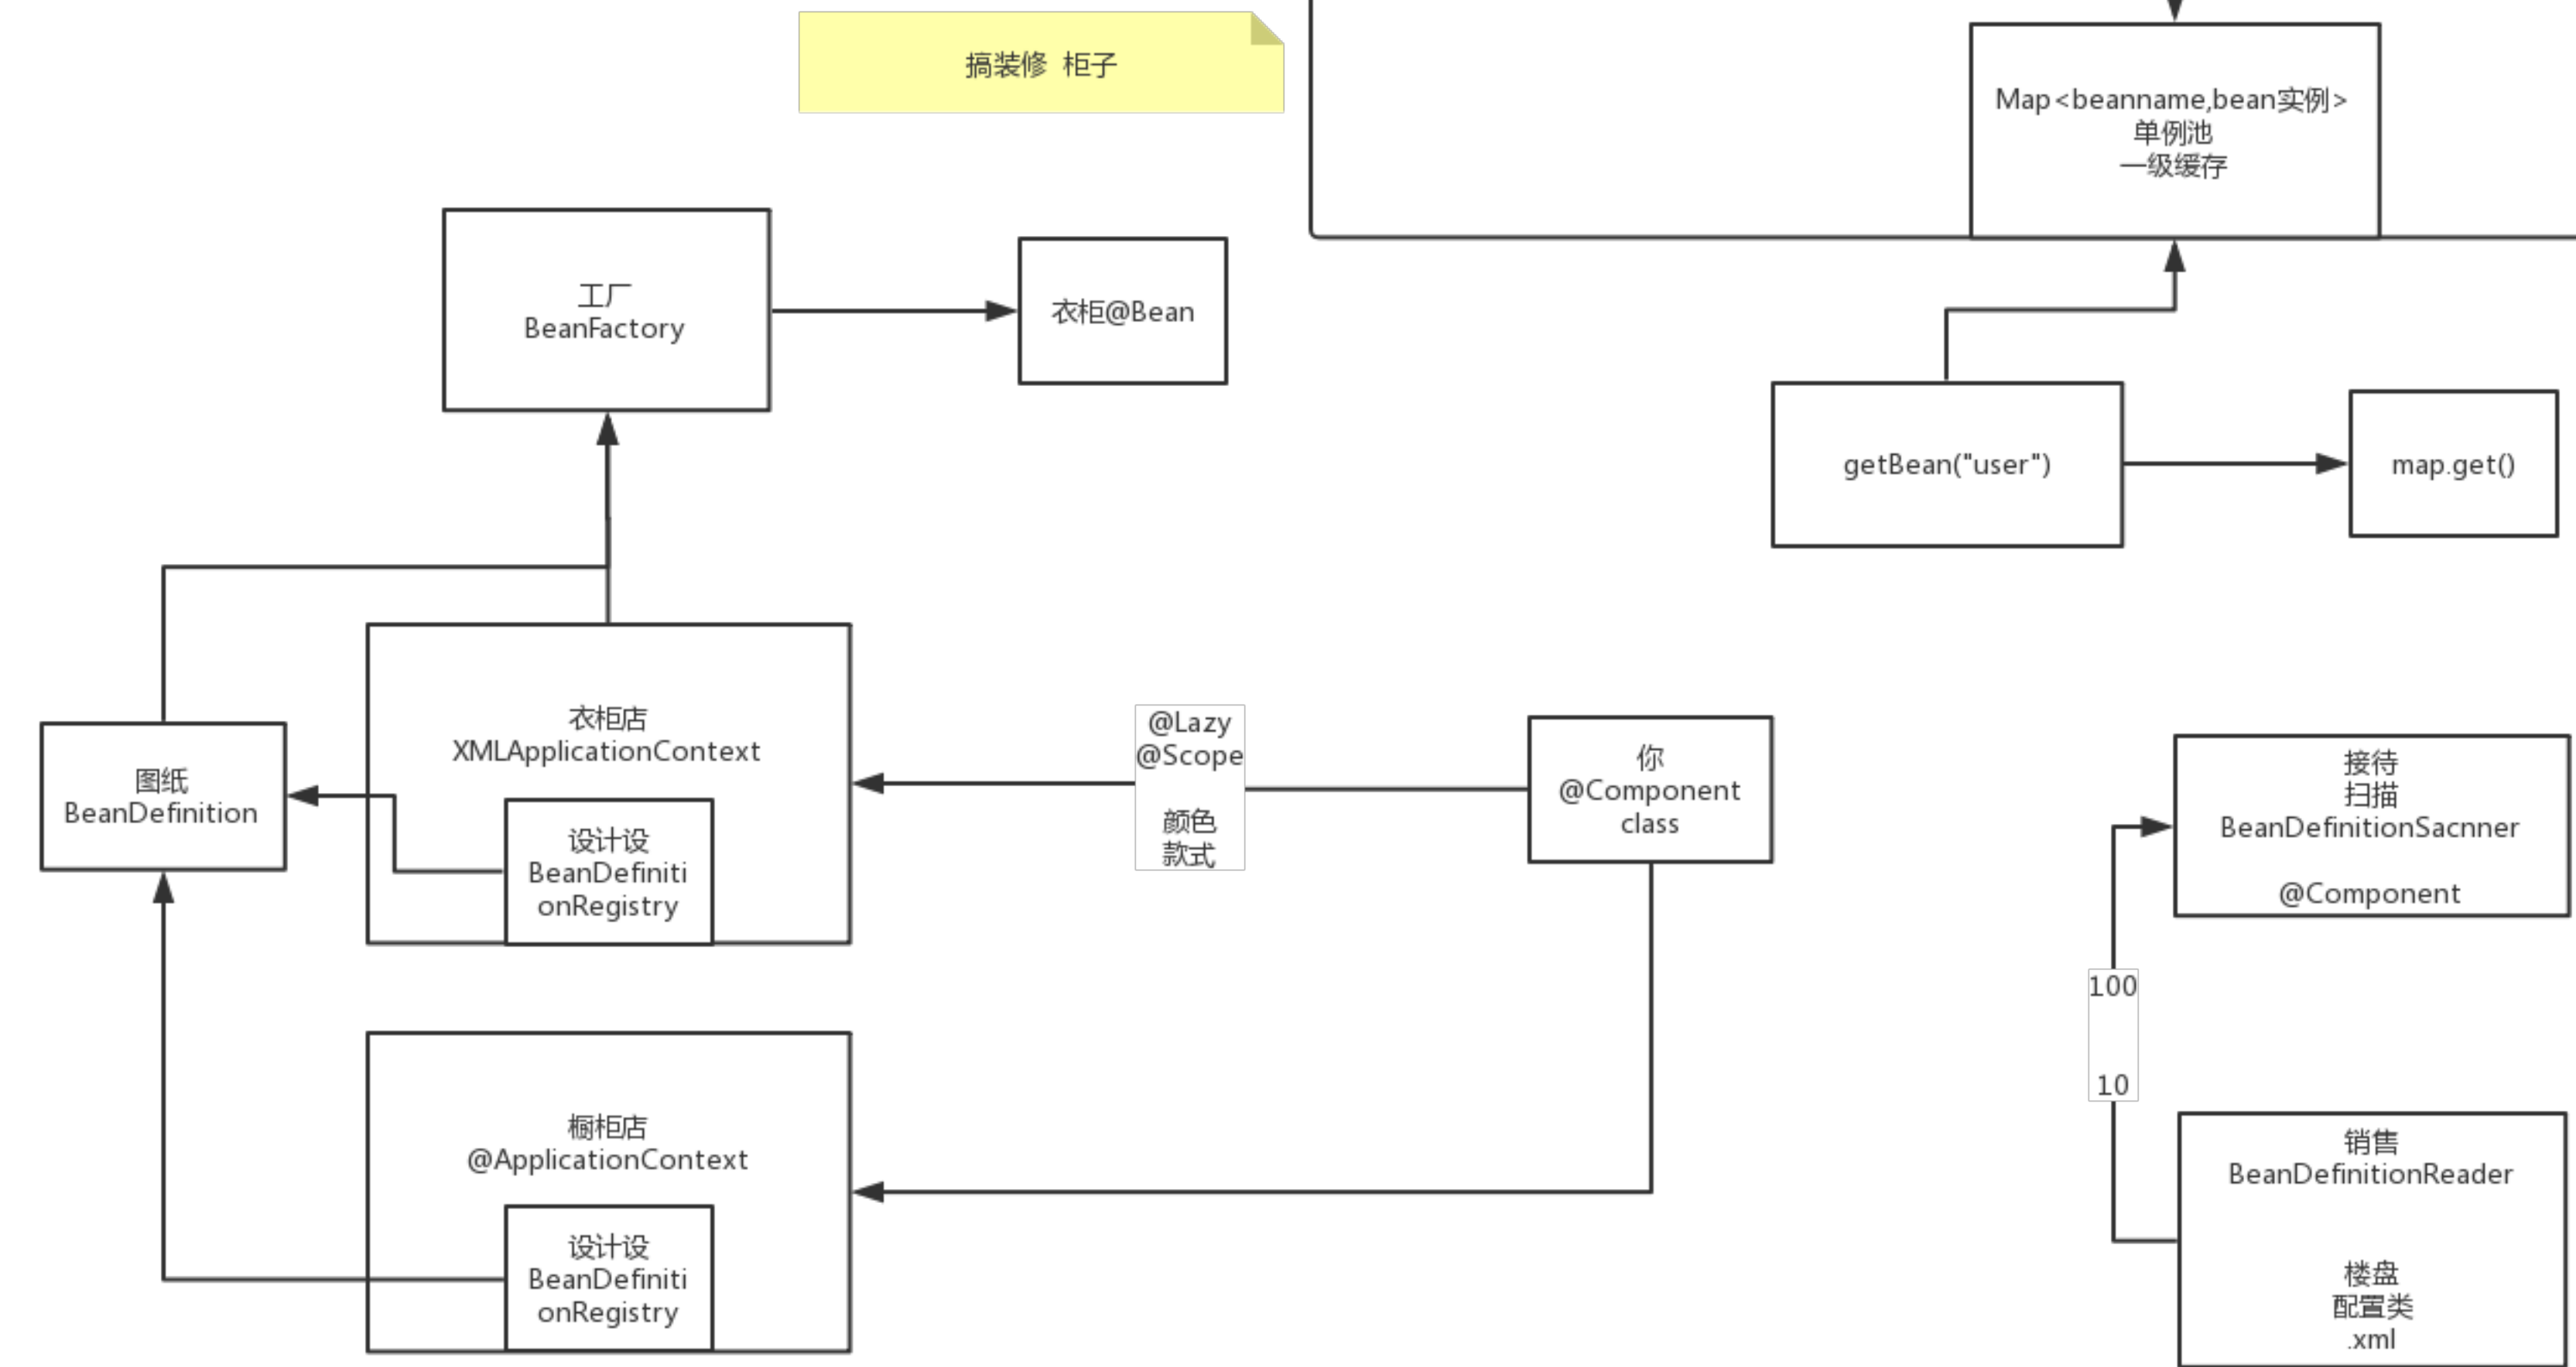 搞装修 柜子
Map<beanname,bean实例>
单例池
一级缓存
工厂
BeanFactory
衣柜@Bean
getBean("user")
map.get()
衣柜店
XMLApplicationContext
设计设
BeanDefiniti
onRegistry
图纸
BeanDefinition
@Lazy
@Scope
颜色
款式
你
@Component
class
接待
扫描
BeanDefinitionSacnner
@Component
100
10
橱柜店
@ApplicationContext
设计设
BeanDefiniti
onRegistry
销售
BeanDefinitionReader
楼盘
配置类
.xml